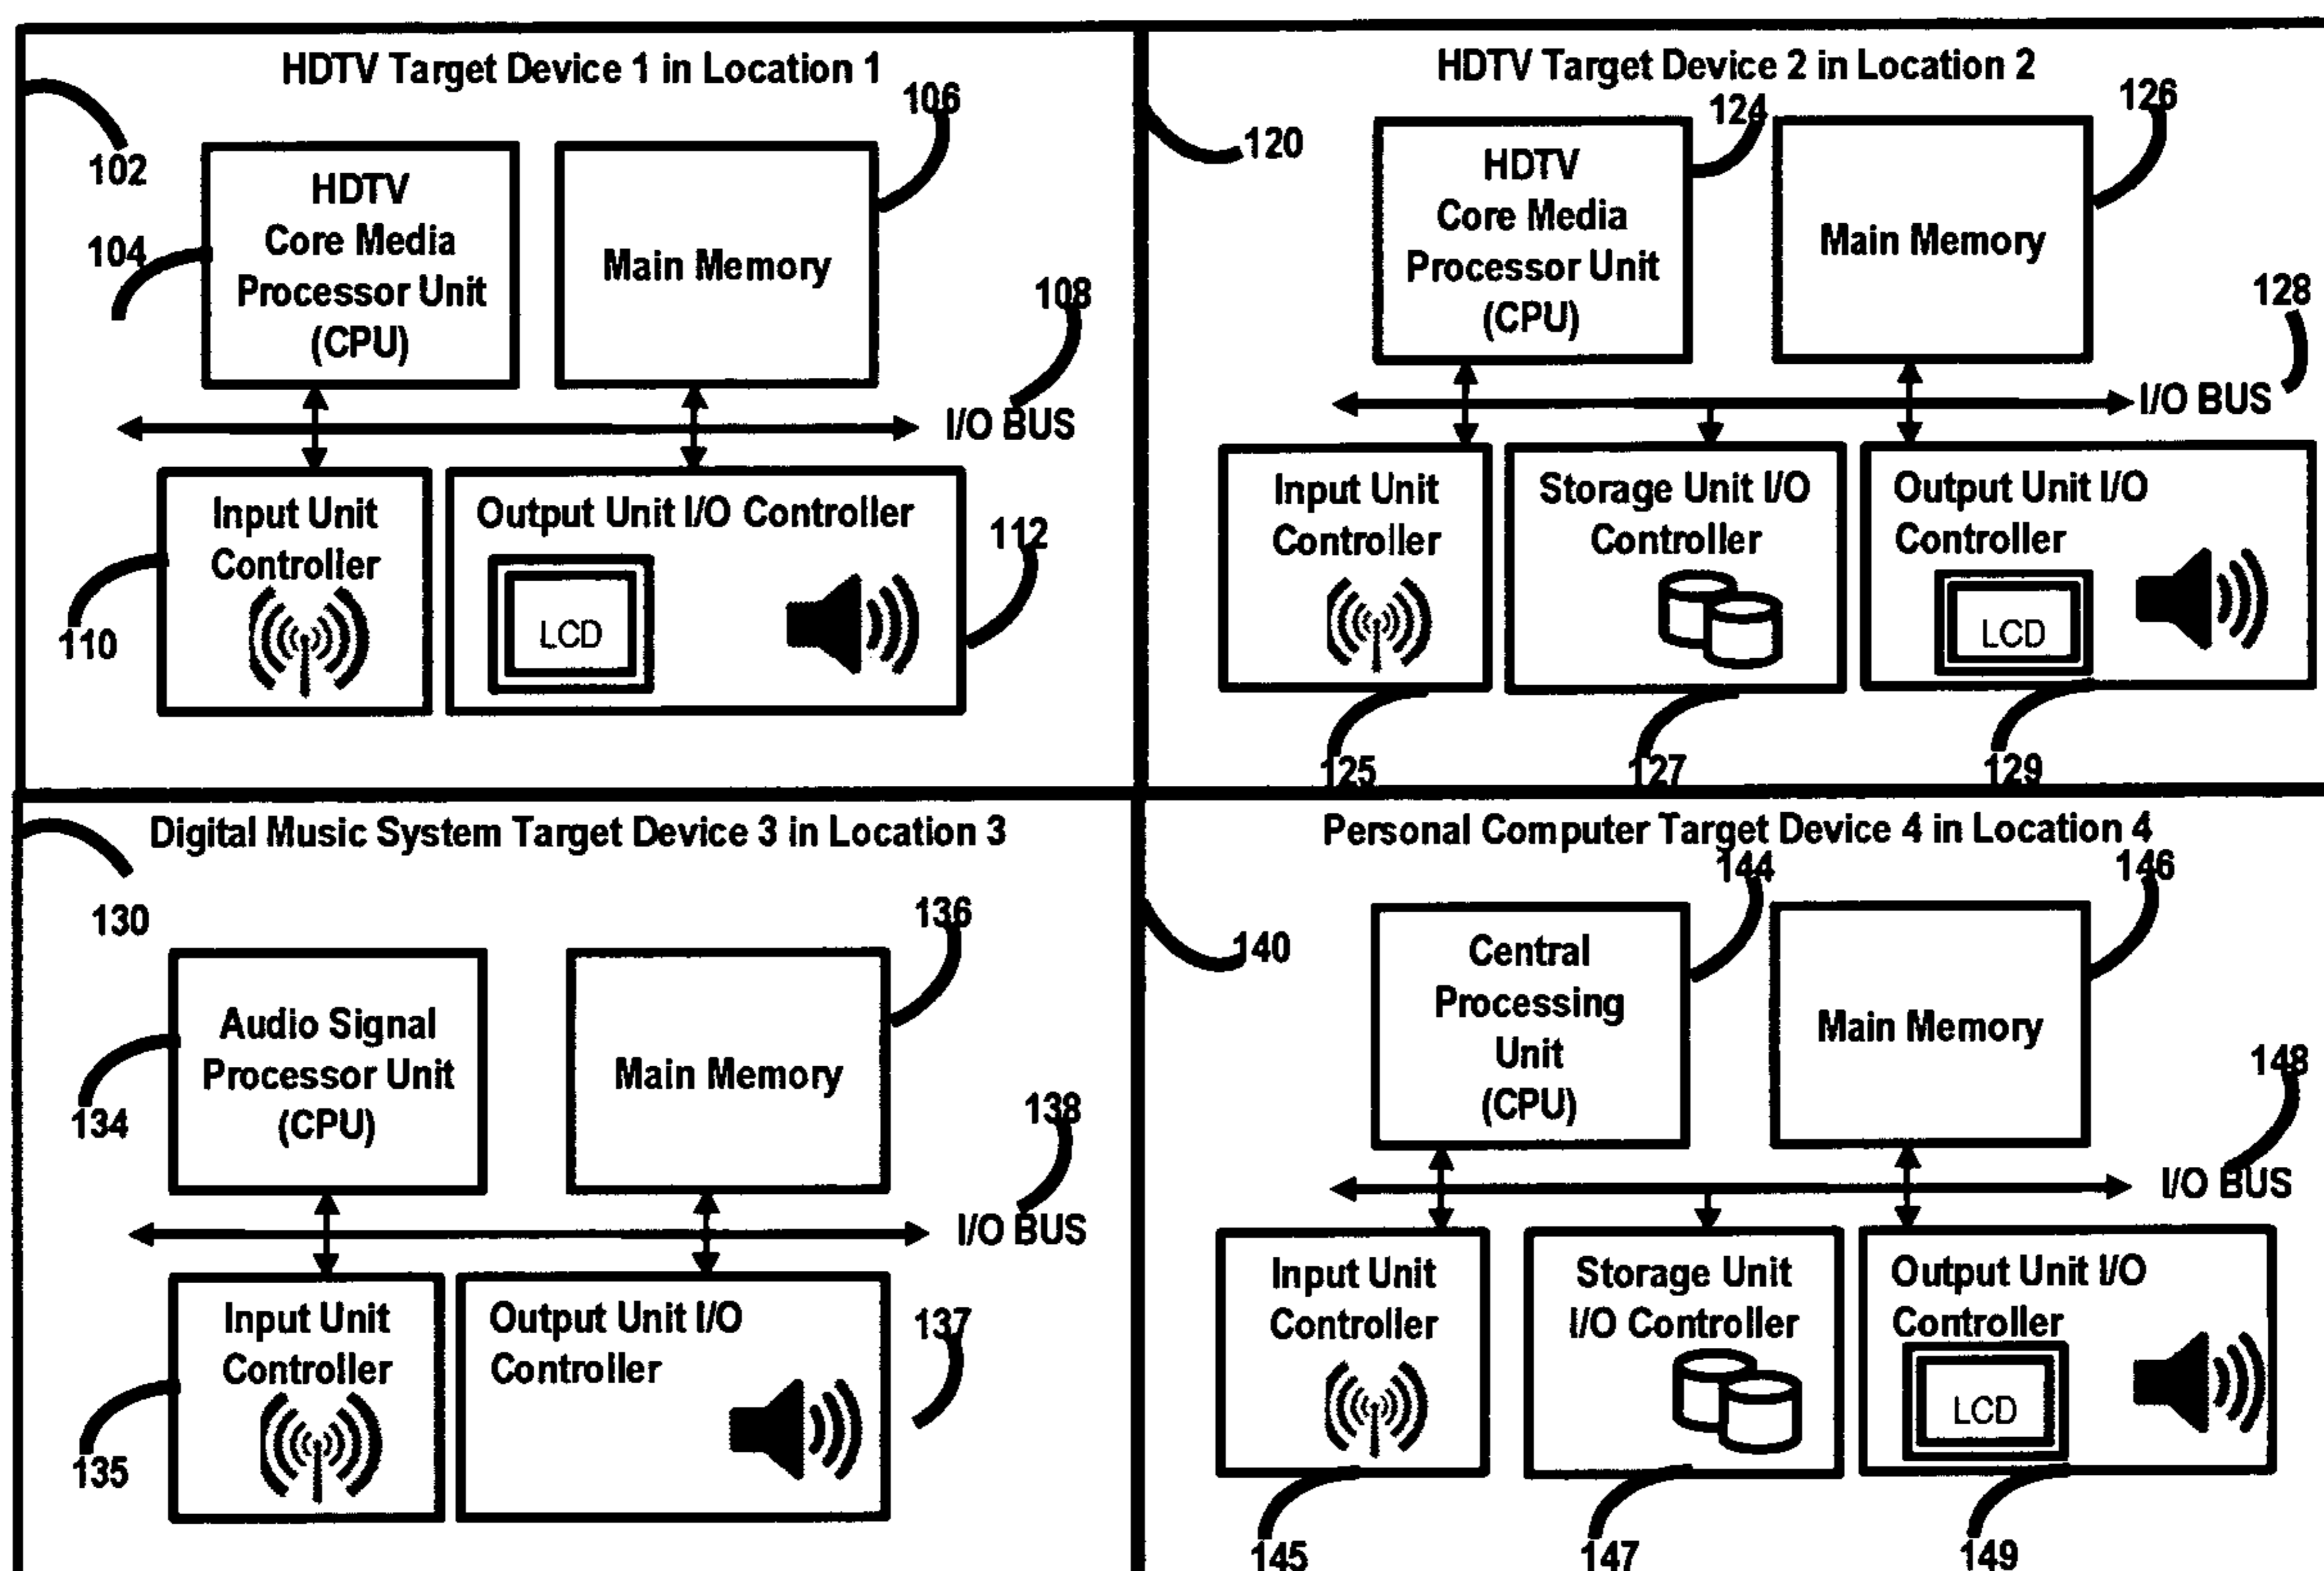 HDTV Target Device 1 in Location 1
106
102
HDTV
Core Media
Processor Unit
(CPU)
104
Main Memory
108
I/O BUS
Input Unit
Controller
110
Output Unit I/O Controller
LCD
112
HDTV Target Device 2 in Location 2
124
126
120
HDTV
Core Media
Processor Unit
(CPU)
Main Memory
128
I/O BUS
Input Unit
Controller
Storage Unit I/O
Controller
Output Unit I/O
Controller
LCD
125
127
129
Digital Music System Target Device 3 in Location 3
130
136
Audio Signal
Processor Unit
(CPU)
134
Main Memory
138
I/O BUS
Input Unit
Controller
135
Output Unit I/O
Controller
137
Personal Computer Target Device 4 in Location 4
144
146
140
Central
Processing
Unit
(CPU)
Main Memory
148
I/O BUS
Input Unit
Controller
Storage Unit
I/O Controller
Output Unit I/O
Controller
LCD
145
147
149